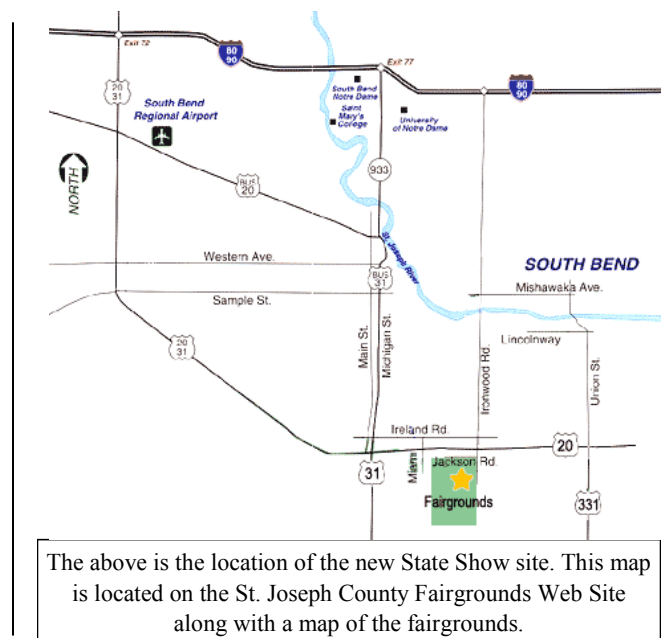 Exit 72
80
90
Exit 77
80
90
20
31
South Bend
Regional Airport
South Bend
Notre Dame
Saint
Mary's
College
University
of Notre Dame
NORTH
BUS
20
933
St. Joseph River
Western Ave.
BUS
31
SOUTH BEND
Mishawaka Ave.
Sample St.
Lincolnway
20
31
Main St.
Michigan St.
Ironwood Rd.
Union St.
Ireland Rd.
20
31
Miami
Jackson Rd.
Fairgrounds
331
The above is the location of the new State Show site. This map
is located on the St. Joseph County Fairgrounds Web Site
along with a map of the fairgrounds.